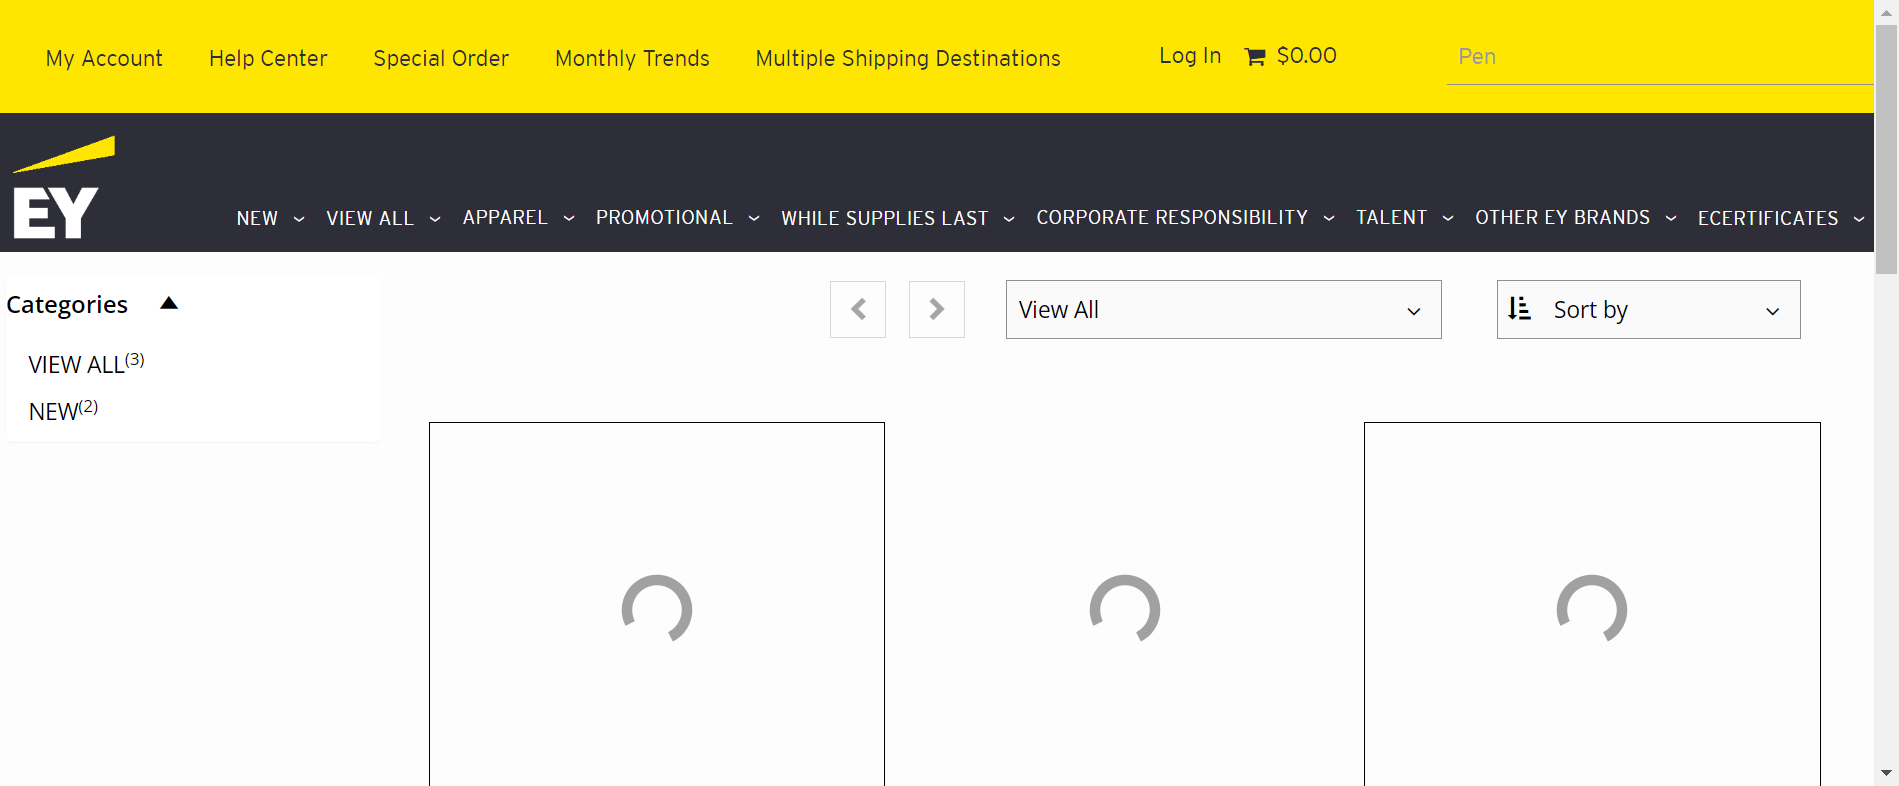 My Account Help Center Special Order Monthly Trends Multiple Shipping Destinations Log In $0.00 Pen
EY
NEW VIEW ALL APPAREL PROMOTIONAL WHILE SUPPLIES LAST CORPORATE RESPONSIBILITY TALENT OTHER EY BRANDS ECERTIFICATES
Categories
View All
Sort by
VIEW ALL(3)
NEW(2)